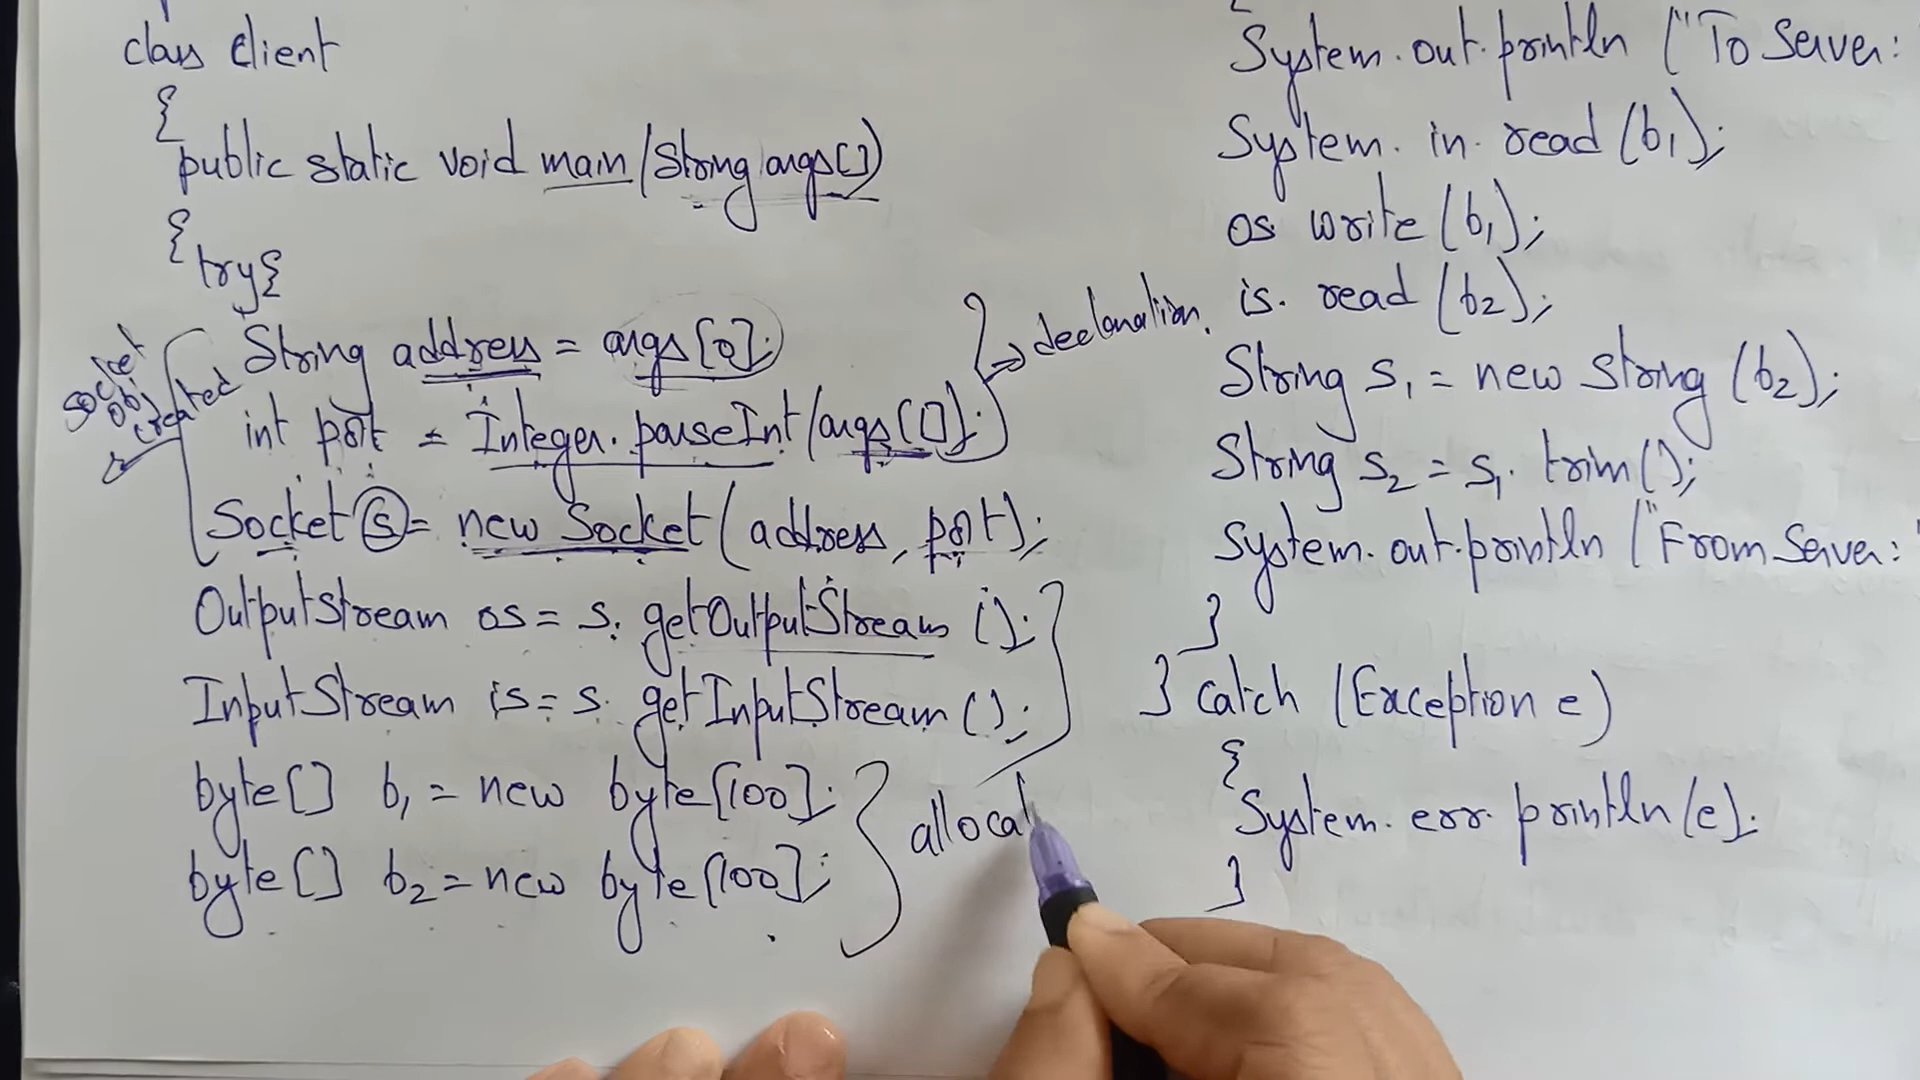 class Client
{
public static void main(String args[])
{
try{
String address = args[0];
int port = Integer.parseInt(args[1];
Socket s = new Socket(address, port);
OutputStream os = s. getOutputStream ();
InputStream is = s. getInputStream ();
byte[] b1 = new byte[100];
byte[] b2 = new byte[100];
socket obj created
declaration.
allocat
System.out.println ("To Server:
System. in. read (b1);
os write (b1);
is. read (b2);
String s1 = new String (b2);
String s2 = s1. trim();
System.out.println ("From Server:"
}
} catch (Exception e)
{
System. err. println(e);
}